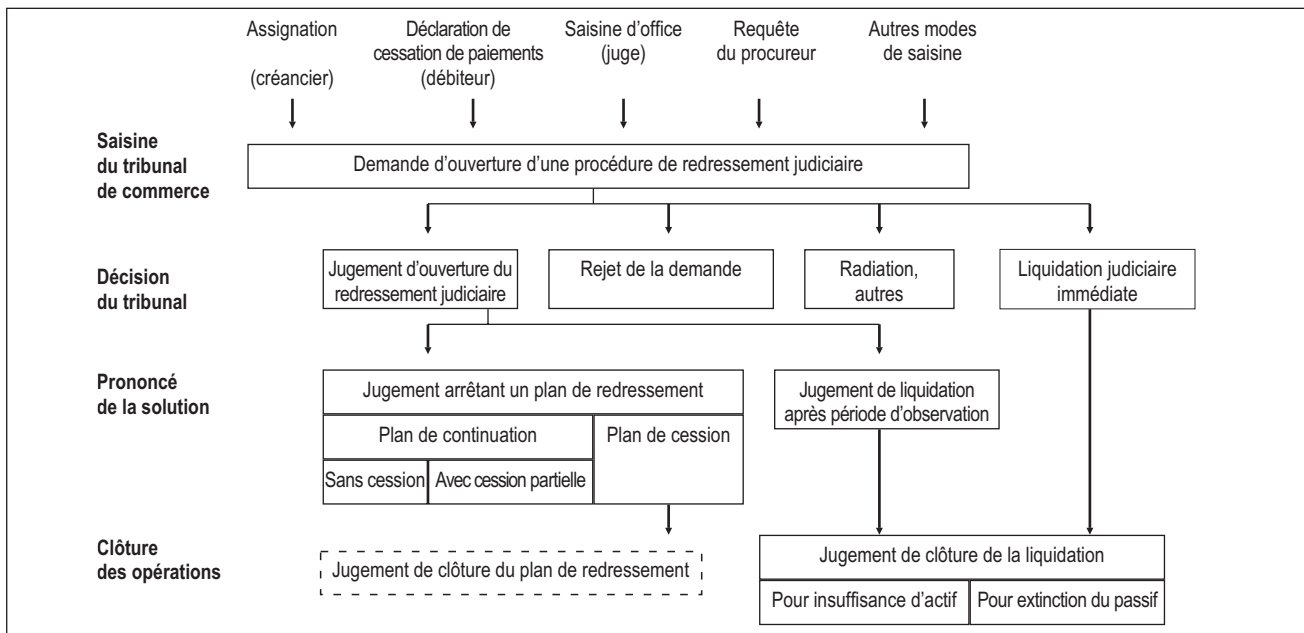 Assignation
(créancier)
Déclaration de
cessation de paiements
(débiteur)
Saisine d’office
(juge)
Requête
du procureur
Autres modes
de saisine
Saisine
du tribunal
de commerce
Demande d’ouverture d’une procédure de redressement judiciaire
Décision
du tribunal
Jugement d’ouverture du
redressement judiciaire
Rejet de la demande
Radiation,
autres
Liquidation judiciaire
immédiate
Prononcé
de la solution
Jugement arrêtant un plan de redressement
Plan de continuation
Plan de cession
Sans cession
Avec cession partielle
Jugement de liquidation
après période d’observation
Clôture
des opérations
Jugement de clôture du plan de redressement
Jugement de clôture de la liquidation
Pour insuffisance d’actif
Pour extinction du passif